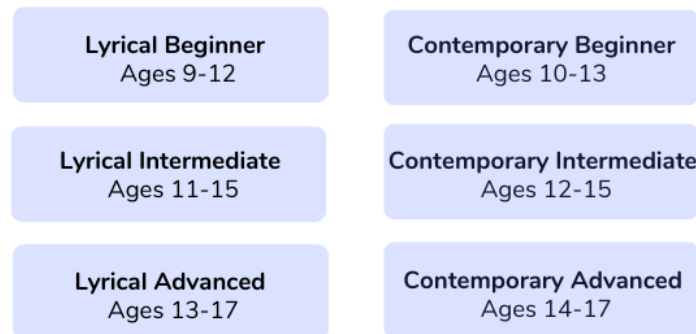 Lyrical Beginner
Ages 9-12
Contemporary Beginner
Ages 10-13
Lyrical Intermediate
Ages 11-15
Contemporary Intermediate
Ages 12-15
Lyrical Advanced
Ages 13-17
Contemporary Advanced
Ages 14-17